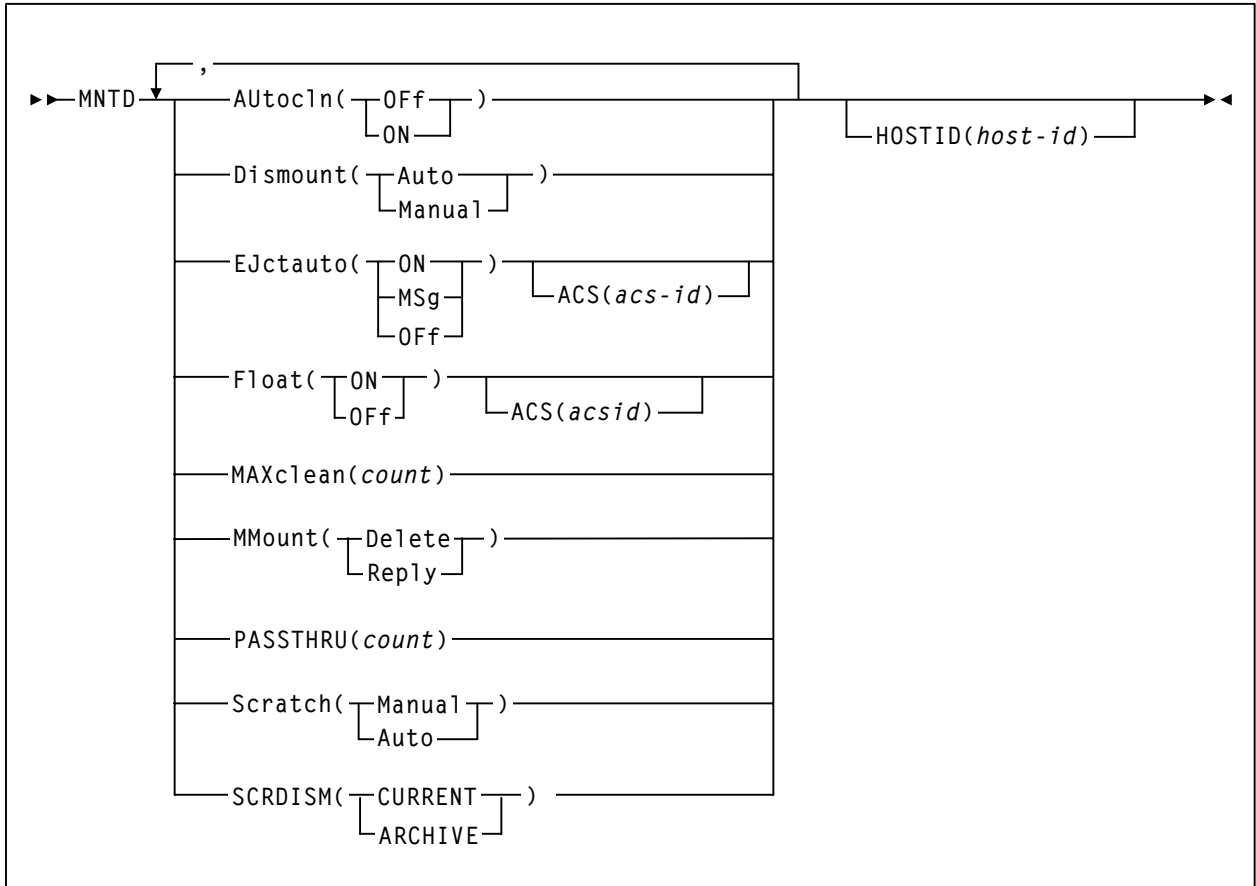 ,
MNTD AUtocln( OFf )
ON
HOSTID(host-id)
Dismount( Auto )
Manual
EJctauto( ON )
MSg
ACS(acs-id)
OFf
Float( ON )
OFf
ACS(acsid)
MAXclean(count)
MMount( Delete )
Reply
PASSTHRU(count)
Scratch( Manual )
Auto
SCRDISM( CURRENT )
ARCHIVE